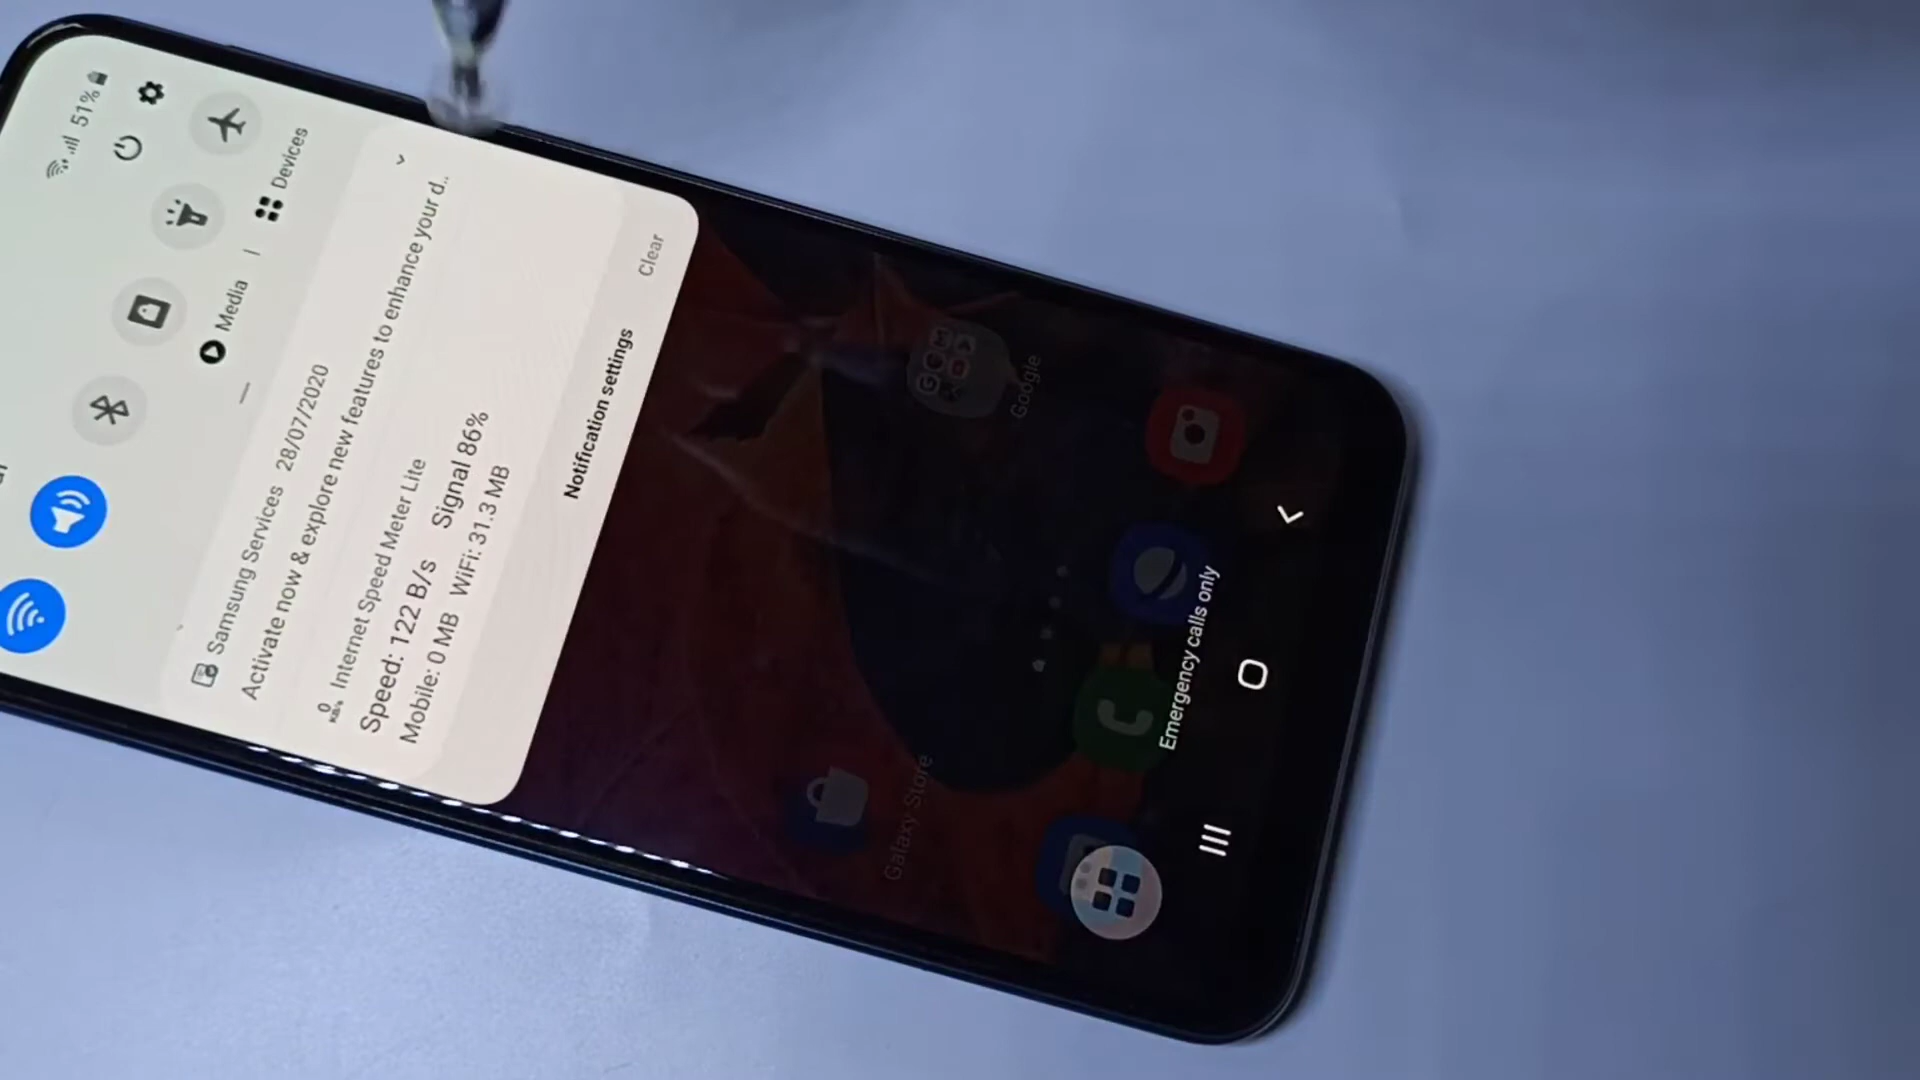 51%
Media | Devices
Samsung Services 28/07/2020
Activate now & explore new features to enhance your d..
0 KB/s Internet Speed Meter Lite
Speed: 122 B/s Signal 86%
Mobile: 0 MB WiFi: 31.3 MB
Notification settings
Clear
Galaxy Store
Google
Emergency calls only